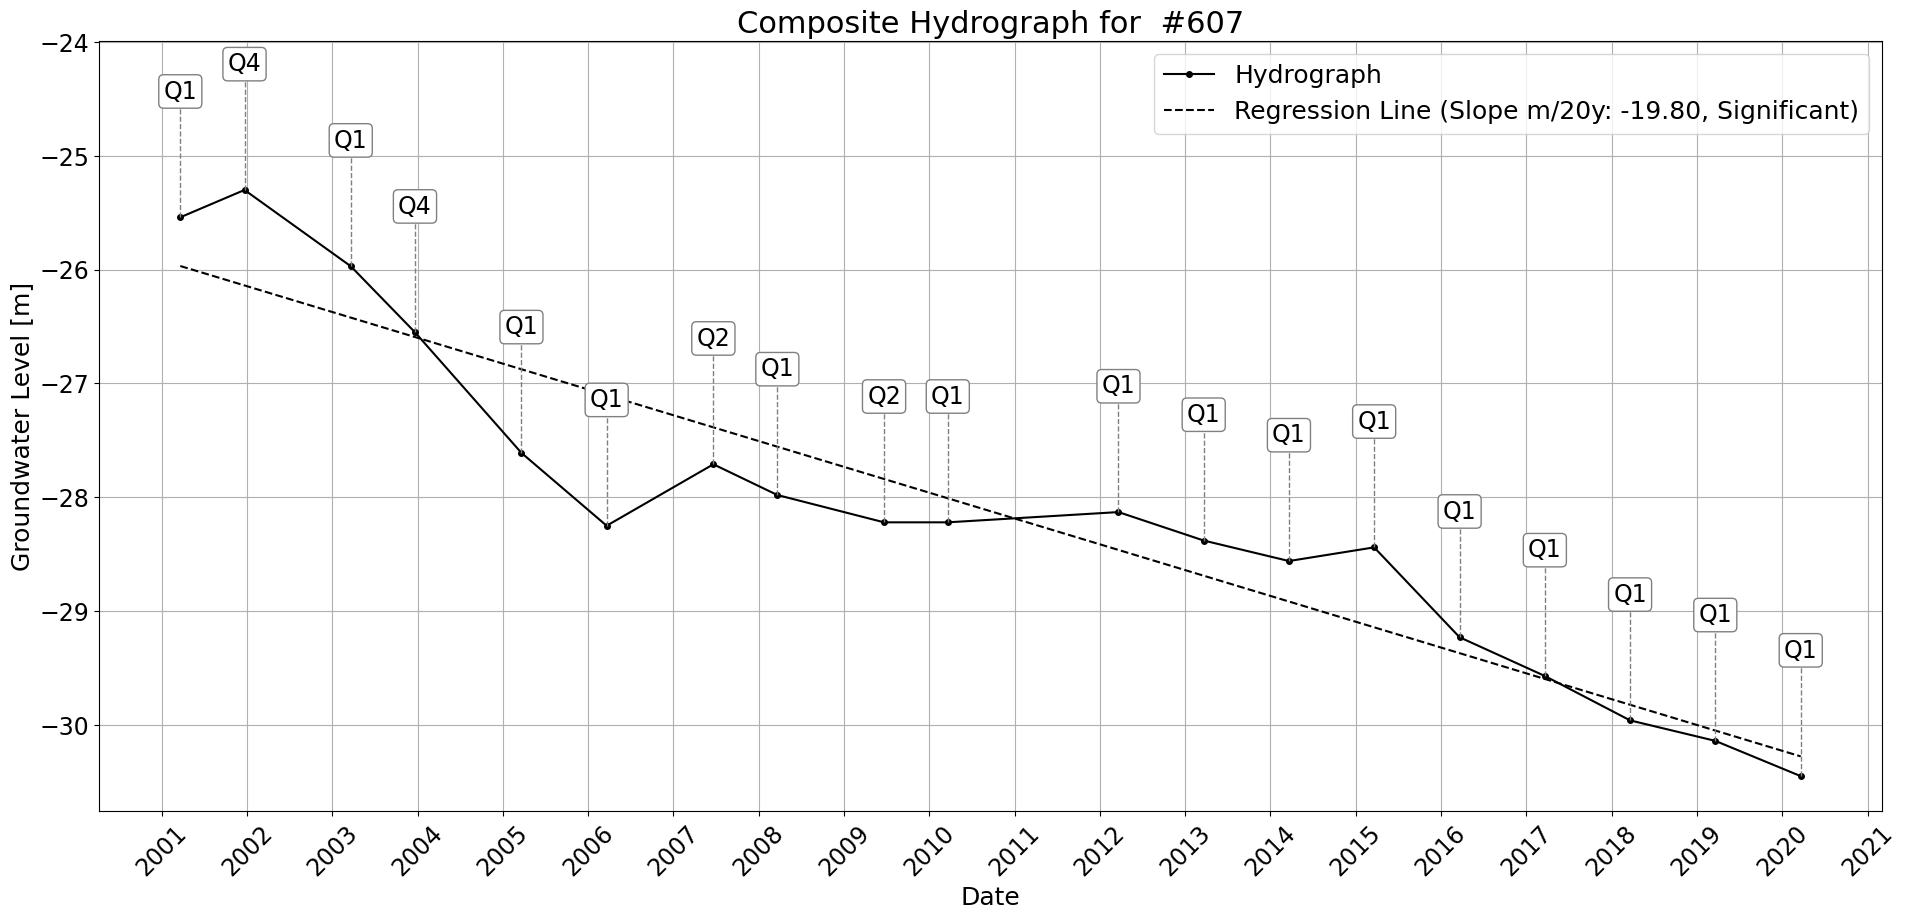 Composite Hydrograph for  #607
Hydrograph
Regression Line (Slope m/20y: -19.80, Significant)
Groundwater Level [m]
−24
−25
−26
−27
−28
−29
−30
Q1
Q4
Q1
Q4
Q1
Q1
Q2
Q1
Q2
Q1
Q1
Q1
Q1
Q1
Q1
Q1
Q1
Q1
Q1
2001
2002
2003
2004
2005
2006
2007
2008
2009
2010
2011
2012
2013
2014
2015
2016
2017
2018
2019
2020
2021
Date